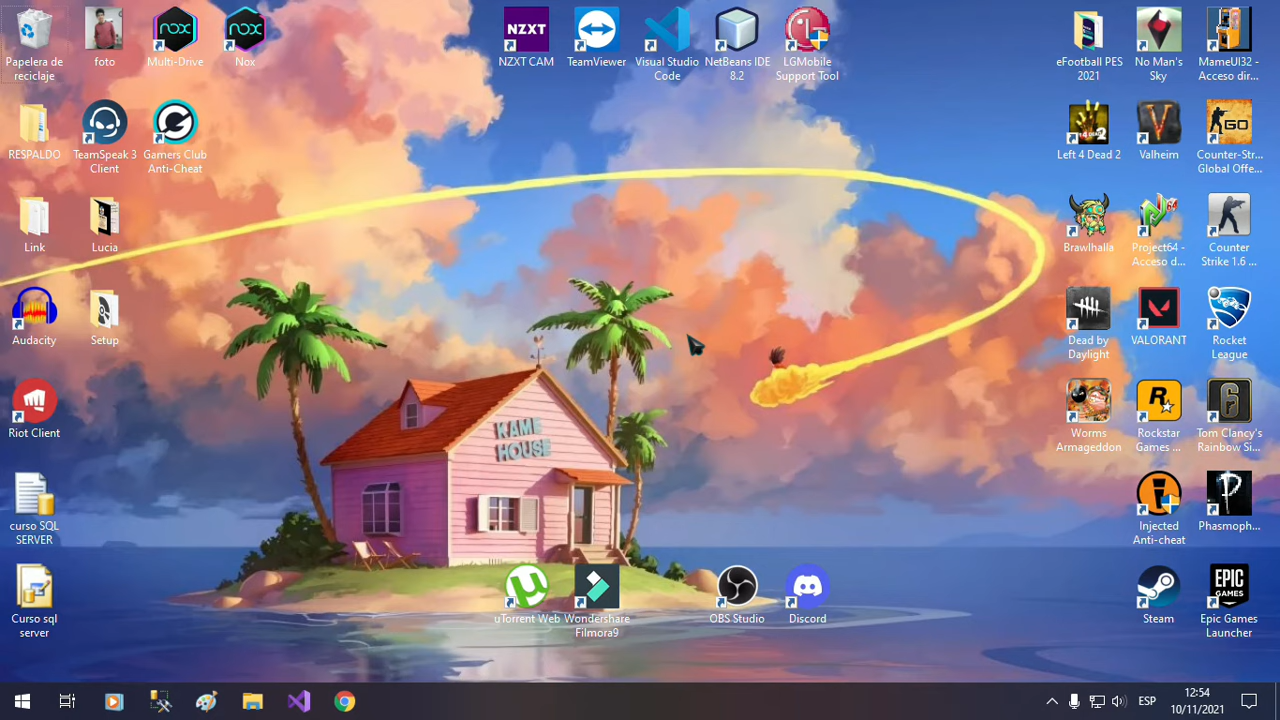 Papelera de
reciclaje
foto
Multi-Drive
Nox
NZXT
NZXT CAM
TeamViewer
Visual Studio
Code
NetBeans IDE
8.2
LGMobile
Support Tool
eFootball PES
2021
No Man's
Sky
MameUI32 -
Acceso dir...
RESPALDO
TeamSpeak 3
Client
Gamers Club
Anti-Cheat
Left 4 Dead 2
Valheim
GO
Counter-Str...
Global Offe...
Link
Lucia
Brawlhalla
64
Project64 -
Acceso d...
Counter
Strike 1.6 ...
Audacity
Setup
Dead by
Daylight
VALORANT
Rocket
League
Riot Client
KAME
HOUSE
Worms
Armageddon
Rockstar
Games ...
Tom Clancy's
Rainbow Si...
curso SQL
SERVER
Injected
Anti-cheat
Phasmoph...
Curso sql
server
uTorrent Web
Wondershare
Filmora9
OBS Studio
Discord
Steam
EPIC
GAMES
Epic Games
Launcher
ESP
12:54
10/11/2021